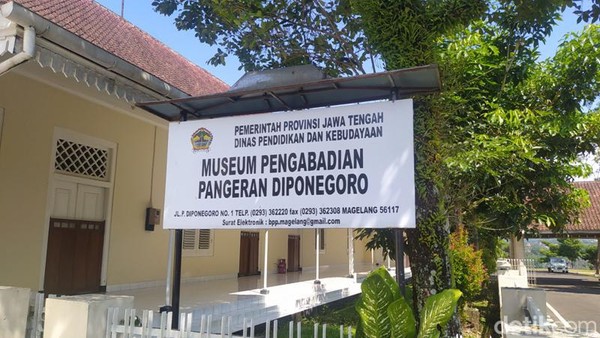 PEMERINTAH PROVINSI JAWA TENGAH
DINAS PENDIDIKAN DAN KEBUDAYAAN
MUSEUM PENGABADIAN
PANGERAN DIPONEGORO
JL.P. DIPONEGORO NO. 1 TELP. (0293) 362220 fax (0293) 362308 MAGELANG 56117
Surat Elektronik : bpp.magelang@gmail.com
detikcom